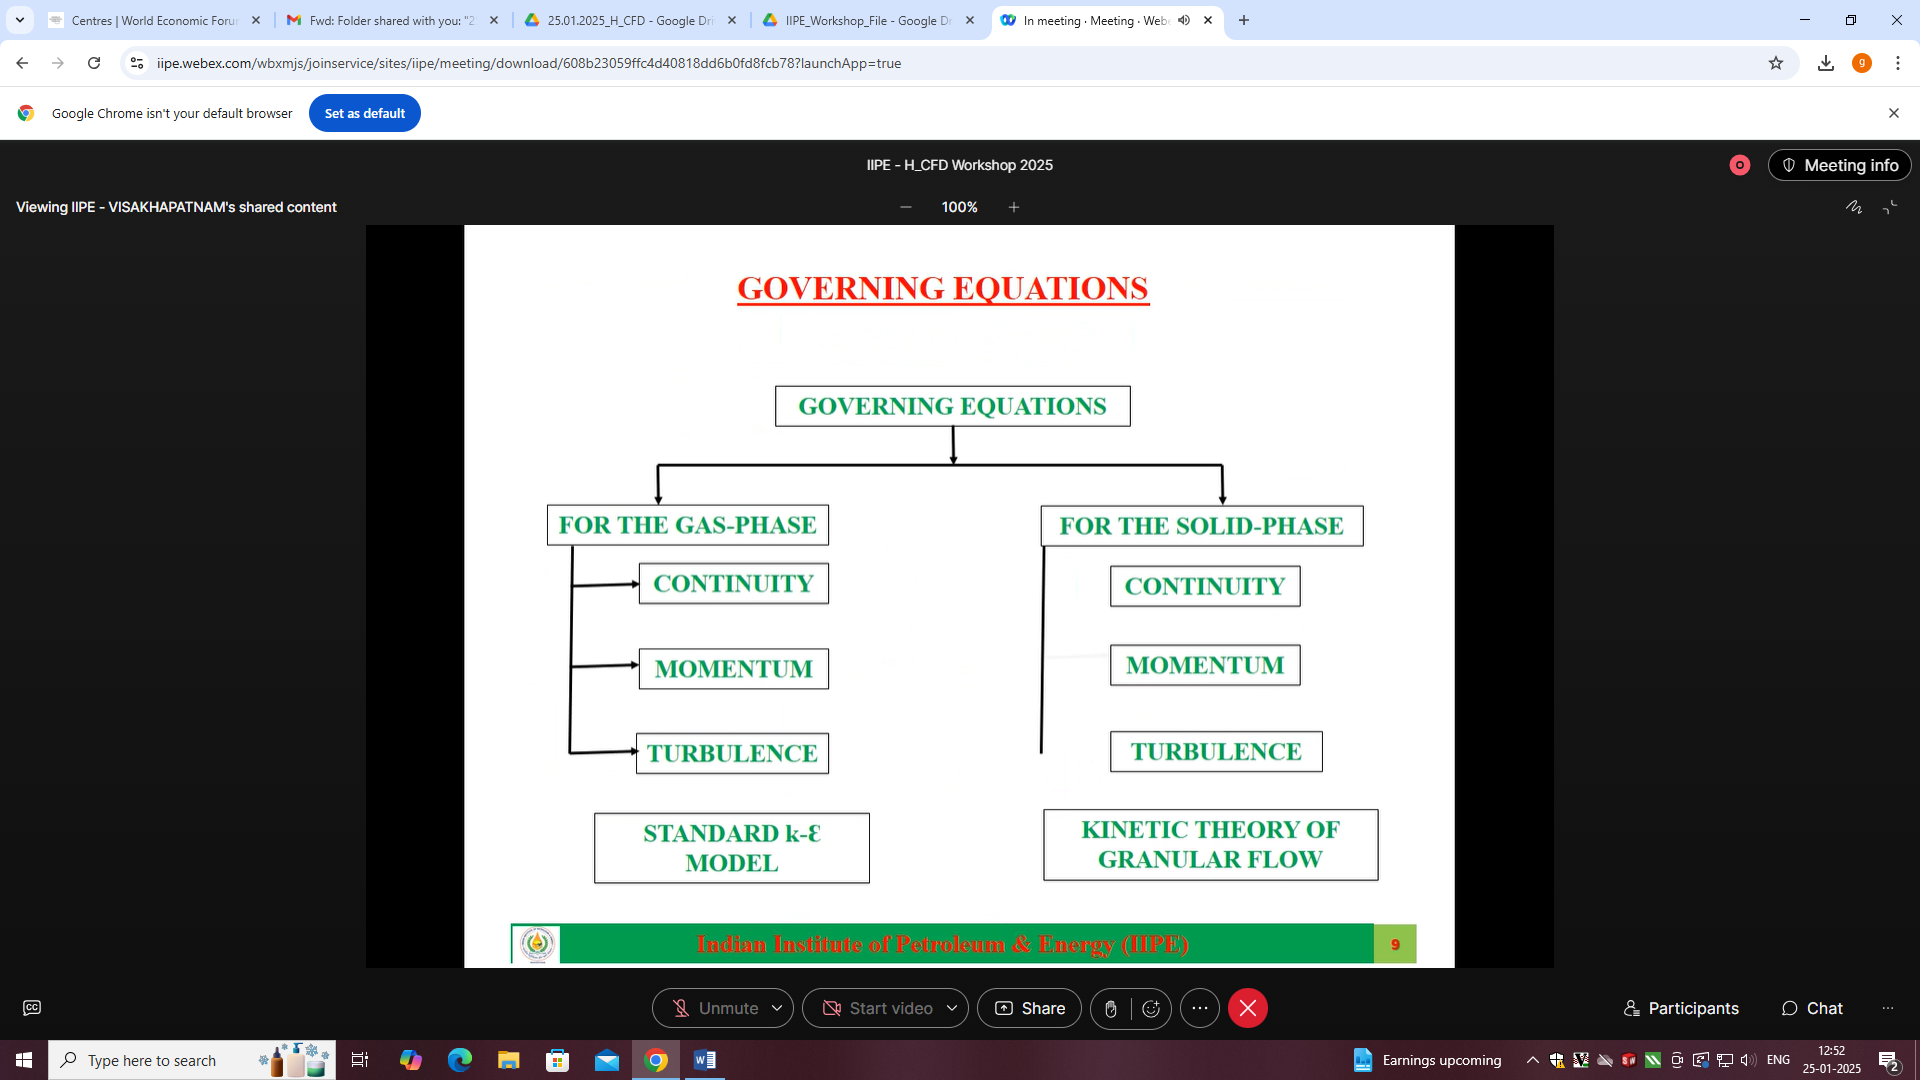 Centres | World Economic Foru
Fwd: Folder shared with you: "2
25.01.2025_H_CFD - Google Dri
IIPE_Workshop_File - Google Dr
In meeting · Meeting · Webe
iipe.webex.com/wbxmjs/joinservice/sites/iipe/meeting/download/608b23059ffc4d40818dd6b0fd8fcb78?launchApp=true
g
Google Chrome isn't your default browser
Set as default
IIPE - H_CFD Workshop 2025
Meeting info
Viewing IIPE - VISAKHAPATNAM's shared content
100%
GOVERNING EQUATIONS
GOVERNING EQUATIONS
FOR THE GAS-PHASE
CONTINUITY
MOMENTUM
TURBULENCE
STANDARD k-Ɛ
MODEL
FOR THE SOLID-PHASE
CONTINUITY
MOMENTUM
TURBULENCE
KINETIC THEORY OF
GRANULAR FLOW
Indian Institute of Petroleum & Energy (IIPE)
9
CC
Unmute
Start video
Share
Participants
Chat
Type here to search
Earnings upcoming
ENG
12:52
25-01-2025
2